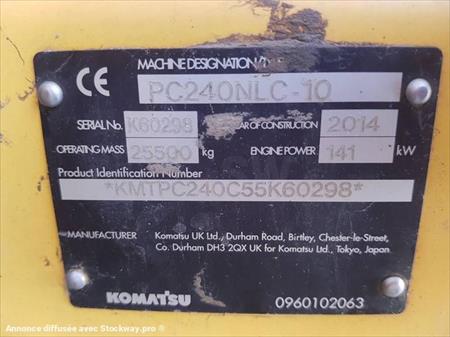 CE
MACHINE DESIGNATION
PC240NLC-10
SERIAL No. K60298 YEAR OF CONSTRUCTION 2014
OPERATING MASS 25500 kg ENGINE POWER 141 kW
Product Identification Number
*KMTPC240C55K60298*
MANUFACTURER Komatsu UK Ltd., Durham Road, Birtley, Chester-le-Street,
Co. Durham DH3 2QX UK for Komatsu Ltd., Tokyo, Japan
KOMATSU 0960102063
Annonce diffusée avec Stockway.pro ®